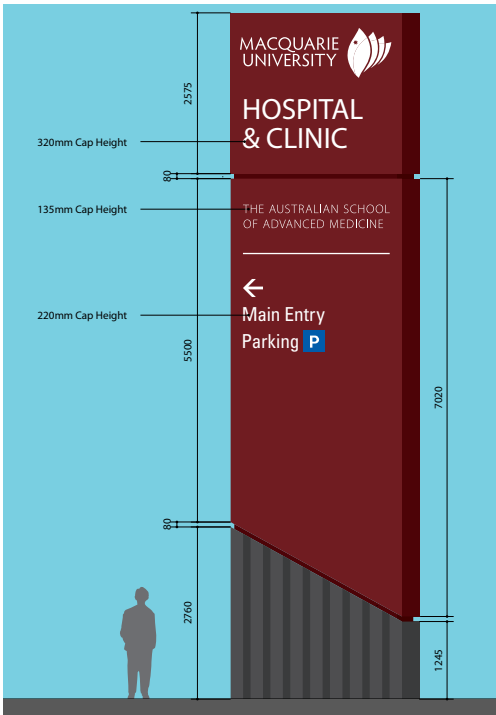 MACQUARIE
UNIVERSITY
HOSPITAL
& CLINIC
THE AUSTRALIAN SCHOOL
OF ADVANCED MEDICINE
←
Main Entry
Parking P
320mm Cap Height
135mm Cap Height
220mm Cap Height
2575
80
5500
80
2760
7020
1245